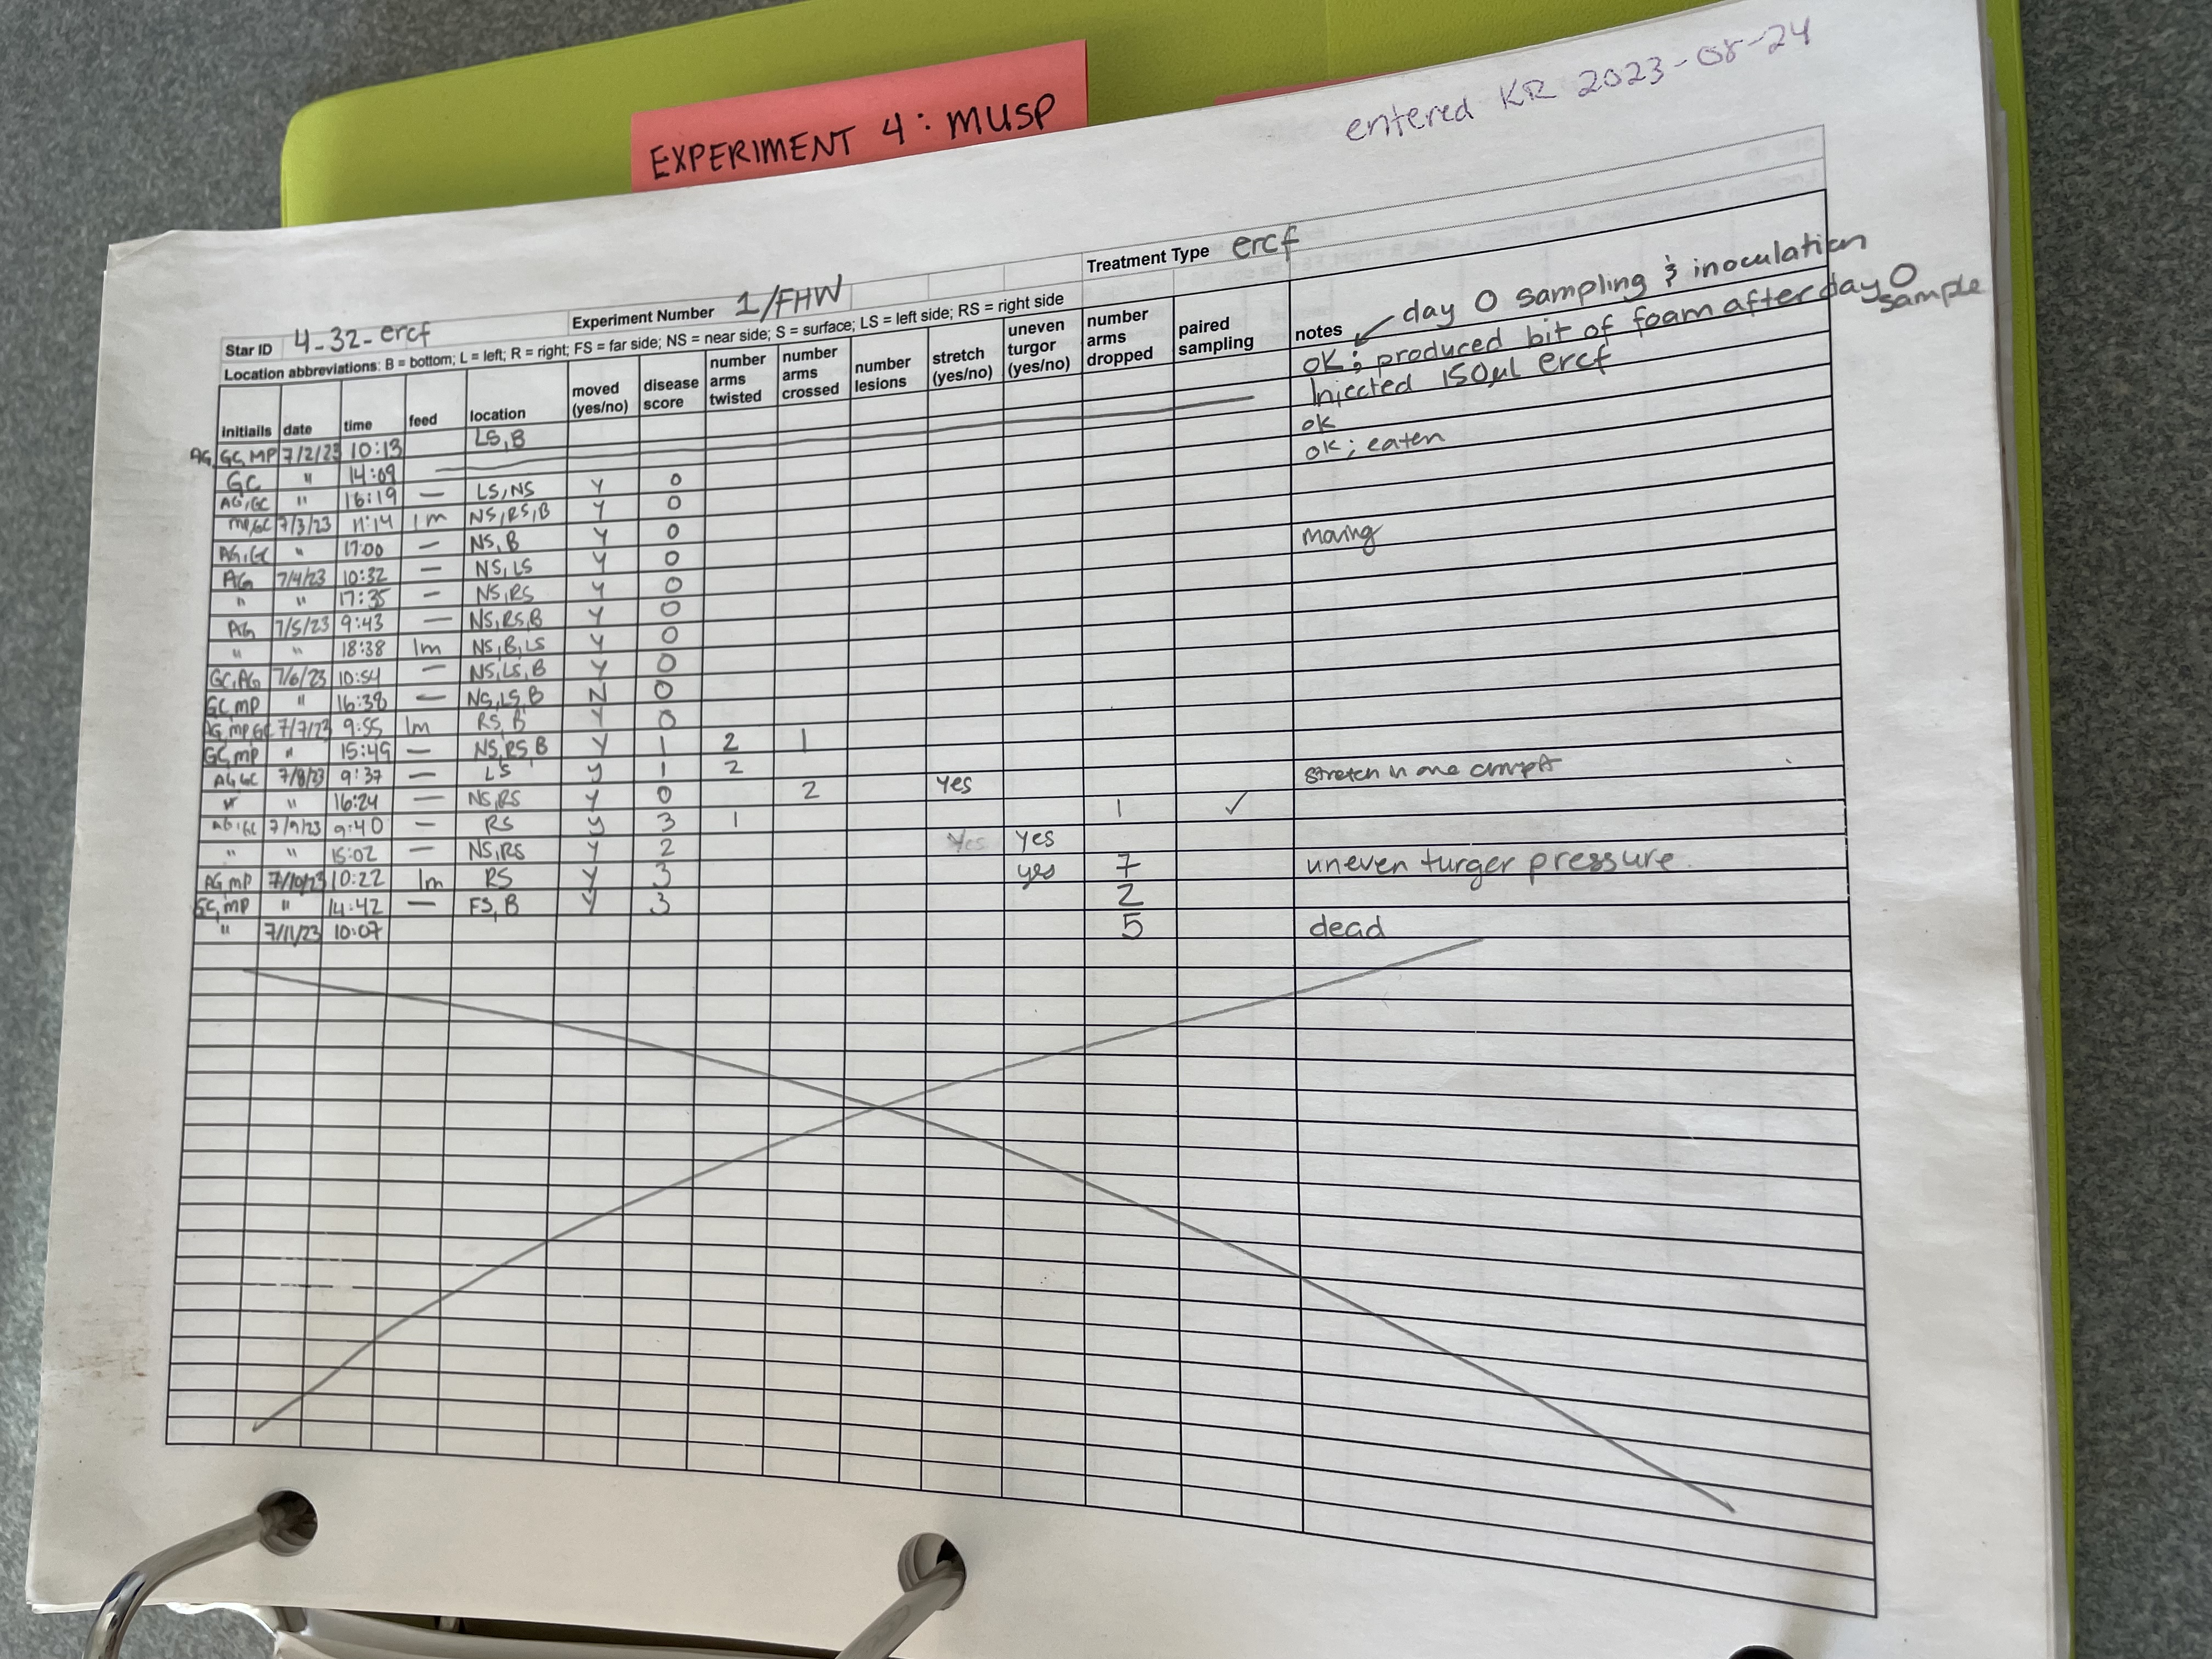 EXPERIMENT 4: MUSP
entered KR 2023-08-24
Star ID 4-32-ercf Experiment Number 1/FHW Treatment Type ercf
Location abbreviations: B = bottom; L = left; R = right; FS = far side; NS = near side; S = surface; LS = left side; RS = right side
day 0 sampling & inoculation
initiails date time feed location moved (yes/no) disease score number arms twisted number arms crossed number lesions stretch (yes/no) uneven turgor (yes/no) number arms dropped paired sampling notes
AG, GC, MP 7/2/23 10:13 LS, B OK; produced bit of foam after day 0 sample
GC " 14:09 Injected 150µl ercf
AG, GC " 16:19 — LS, NS Y 0 ok
MP, GC 7/3/23 11:14 1m NS, RS, B Y 0 ok; eaten
AG, GC " 17:00 — NS, B Y 0
AG 7/4/23 10:32 — NS, LS Y 0
" " 17:35 — NS, RS Y 0 moving
AG 7/5/23 9:43 — NS, RS, B Y 0
" " 18:38 1m NS, B, LS Y 0
GC, AG 7/6/23 10:54 — NS, LS, B Y 0
GC, MP " 16:38 — NS, LS, B N 0
AG, MP, GC 7/7/23 9:55 1m RS, B Y 0
GC, MP " 15:49 — NS, RS, B Y 1 2 1
AG, GC 7/8/23 9:37 — LS y 1 2
" " 16:24 — NS, RS Y 0 2 yes stretch in one
AG, GC 7/9/23 9:40 — RS y 3 1 1 ✓
" " 15:02 — NS, RS Y 2 Yes yes
AG, MP 7/10/23 10:22 1m RS Y 3 yes 7 uneven turger pressure.
GC, MP " 14:42 — FS, B Y 3 2
" 7/11/23 10:07 5 dead